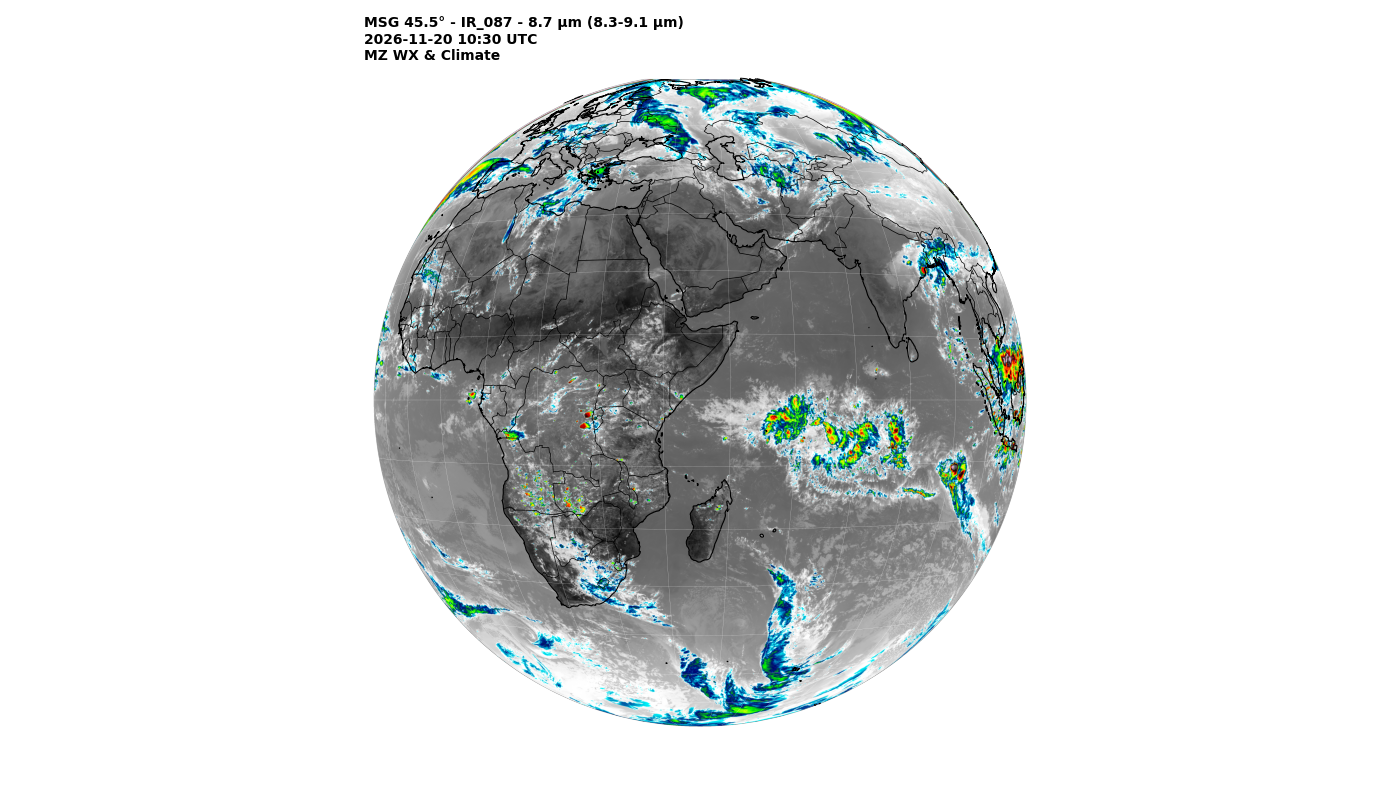 MSG 45.5° - IR_087 - 8.7 µm (8.3-9.1 µm)
2026-11-20 10:30 UTC
MZ WX & Climate